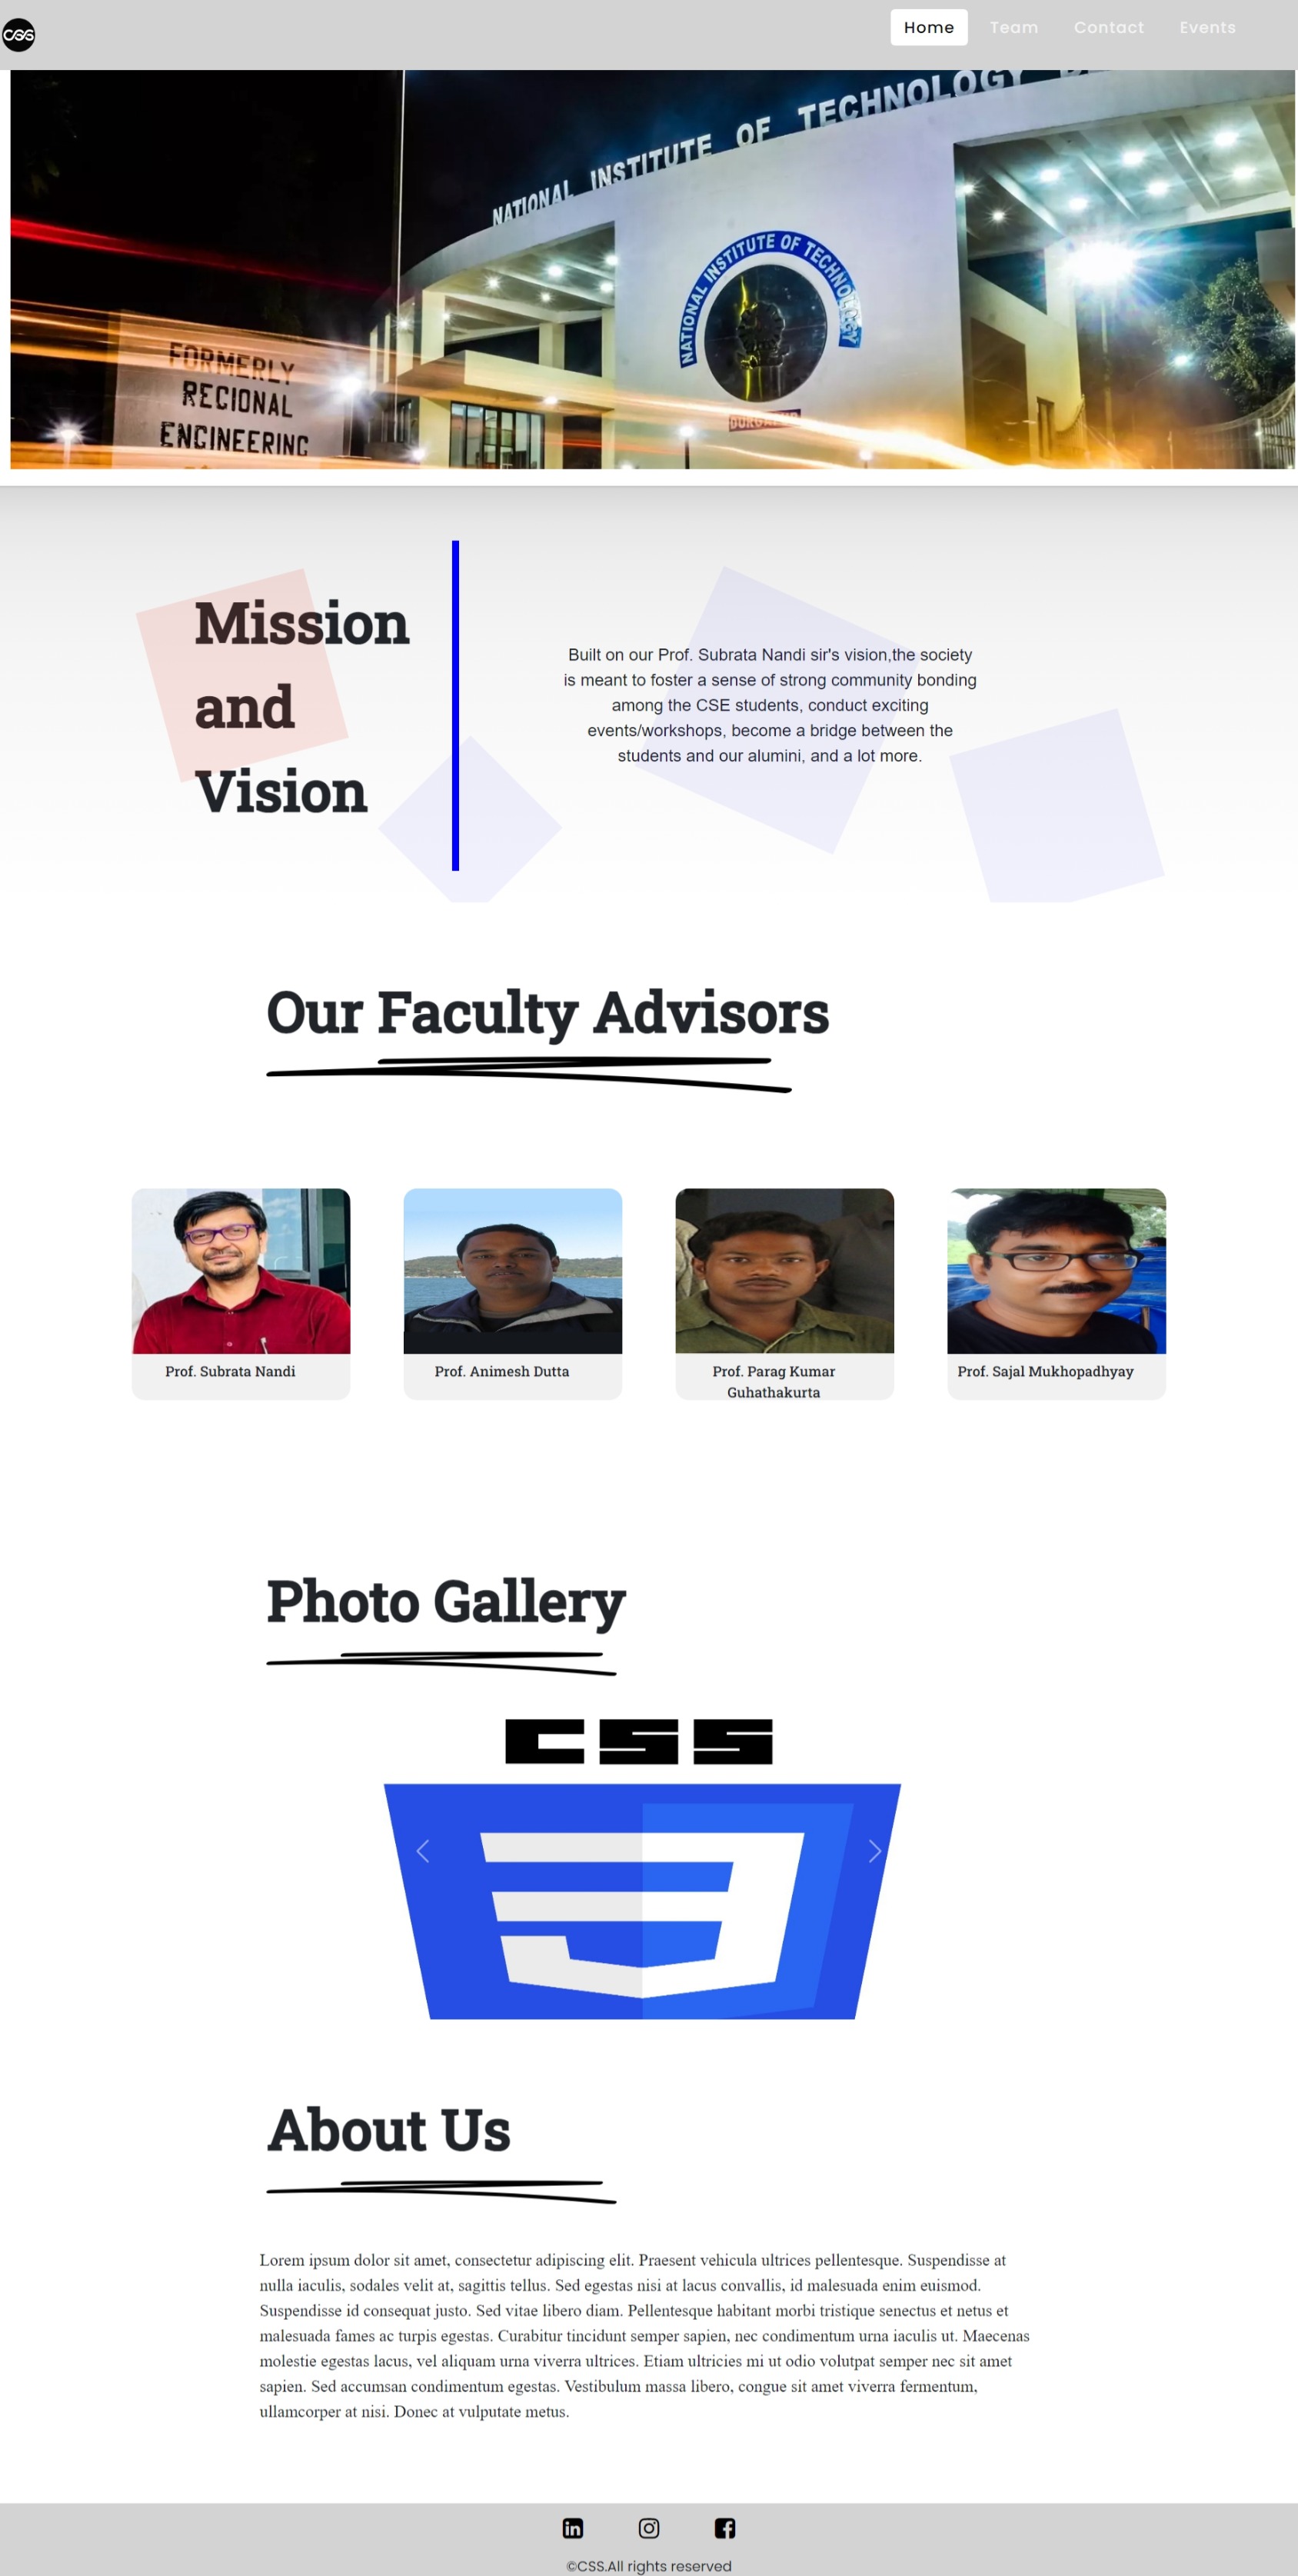 CSS
Home
Team
Contact
Events
NATIONAL INSTITUTE OF TECHNOLOGY
NATIONAL INSTITUTE OF TECHNOLOGY
FORMERLY
REGIONAL
ENGINEERING
Mission
and
Vision
Built on our Prof. Subrata Nandi sir's vision,the society
is meant to foster a sense of strong community bonding
among the CSE students, conduct exciting
events/workshops, become a bridge between the
students and our alumini, and a lot more.
Our Faculty Advisors
Prof. Subrata Nandi
Prof. Animesh Dutta
Prof. Parag Kumar
Guhathakurta
Prof. Sajal Mukhopadhyay
Photo Gallery
CSS
3
About Us
Lorem ipsum dolor sit amet, consectetur adipiscing elit. Praesent vehicula ultrices pellentesque. Suspendisse at
nulla iaculis, sodales velit at, sagittis tellus. Sed egestas nisi at lacus convallis, id malesuada enim euismod.
Suspendisse id consequat justo. Sed vitae libero diam. Pellentesque habitant morbi tristique senectus et netus et
malesuada fames ac turpis egestas. Curabitur tincidunt semper sapien, nec condimentum urna iaculis ut. Maecenas
molestie egestas lacus, vel aliquam urna viverra ultrices. Etiam ultricies mi ut odio volutpat semper nec sit amet
sapien. Sed accumsan condimentum egestas. Vestibulum massa libero, congue sit amet viverra fermentum,
ullamcorper at nisi. Donec at vulputate metus.
in
©CSS.All rights reserved